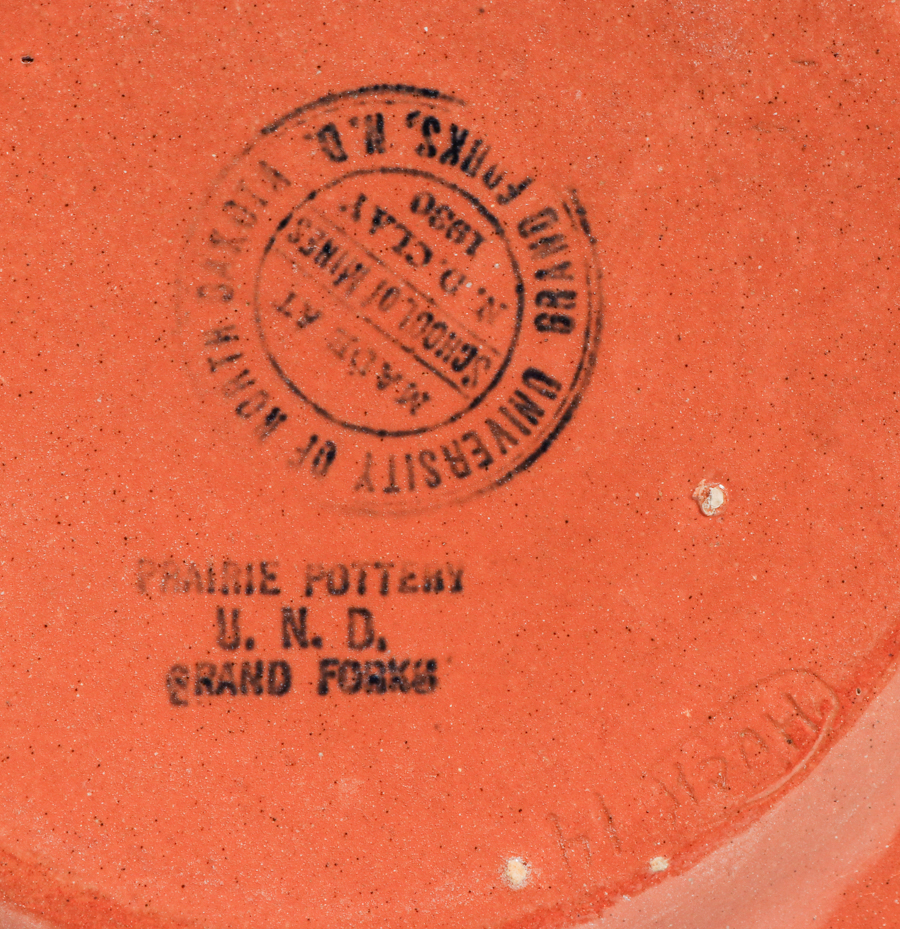 UNIVERSITY OF NORTH DAKOTA
GRAND FORKS, N.D.
MADE AT
SCHOOL OF MINES
N. D. CLAY
1930
PRAIRIE POTTERY
U. N. D.
GRAND FORKS